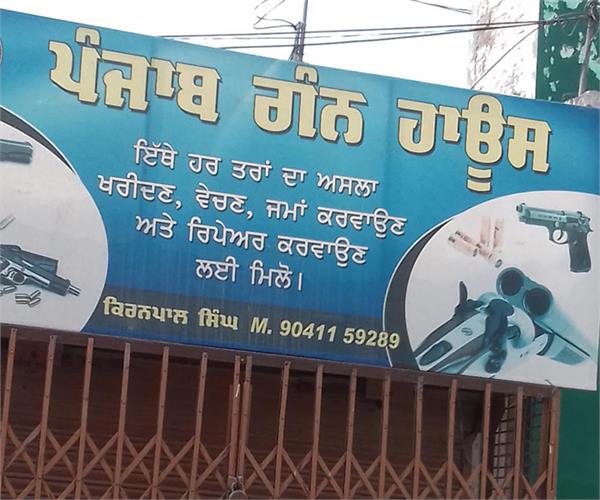 ਪੰਜਾਬ ਗੰਨ ਹਾਊਸ
ਇੱਥੇ ਹਰ ਤਰਾਂ ਦਾ ਅਸਲਾ
ਖਰੀਦਣ, ਵੇਚਣ, ਜਮਾਂ ਕਰਵਾਉਣ
ਅਤੇ ਰਿਪੇਅਰ ਕਰਵਾਉਣ
ਲਈ ਮਿਲੋ।
ਕਿਰਨਪਾਲ ਸਿੰਘ M. 90411 59289